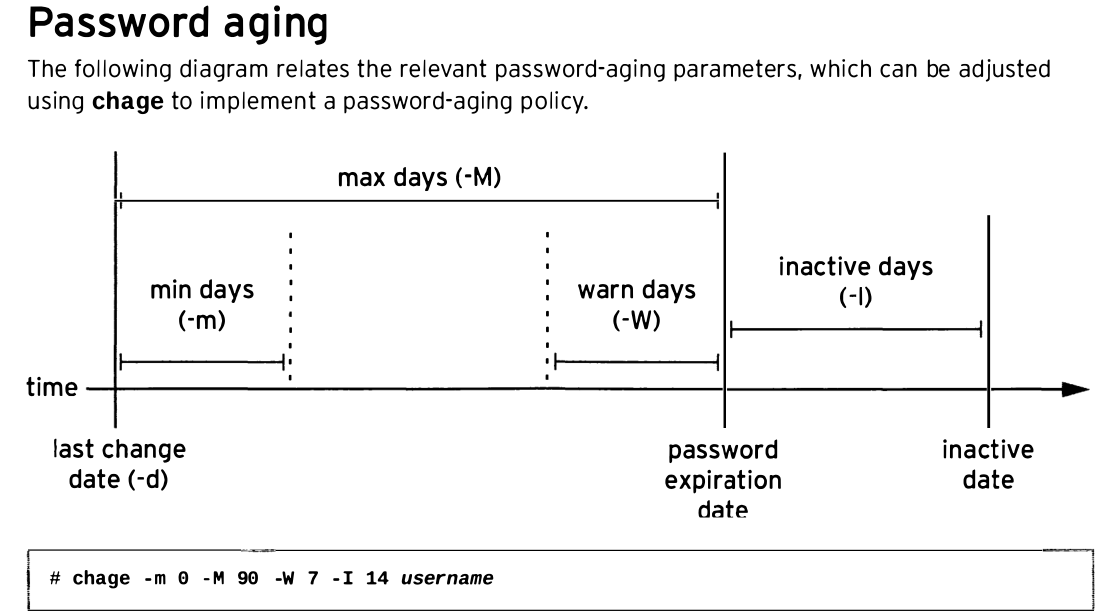 Password aging
The following diagram relates the relevant password-aging parameters, which can be adjusted
using chage to implement a password-aging policy.
max days (-M)
min days
(-m)
warn days
(-W)
inactive days
(-I)
time
last change
date (-d)
password
expiration
date
inactive
date
# chage -m 0 -M 90 -W 7 -I 14 username